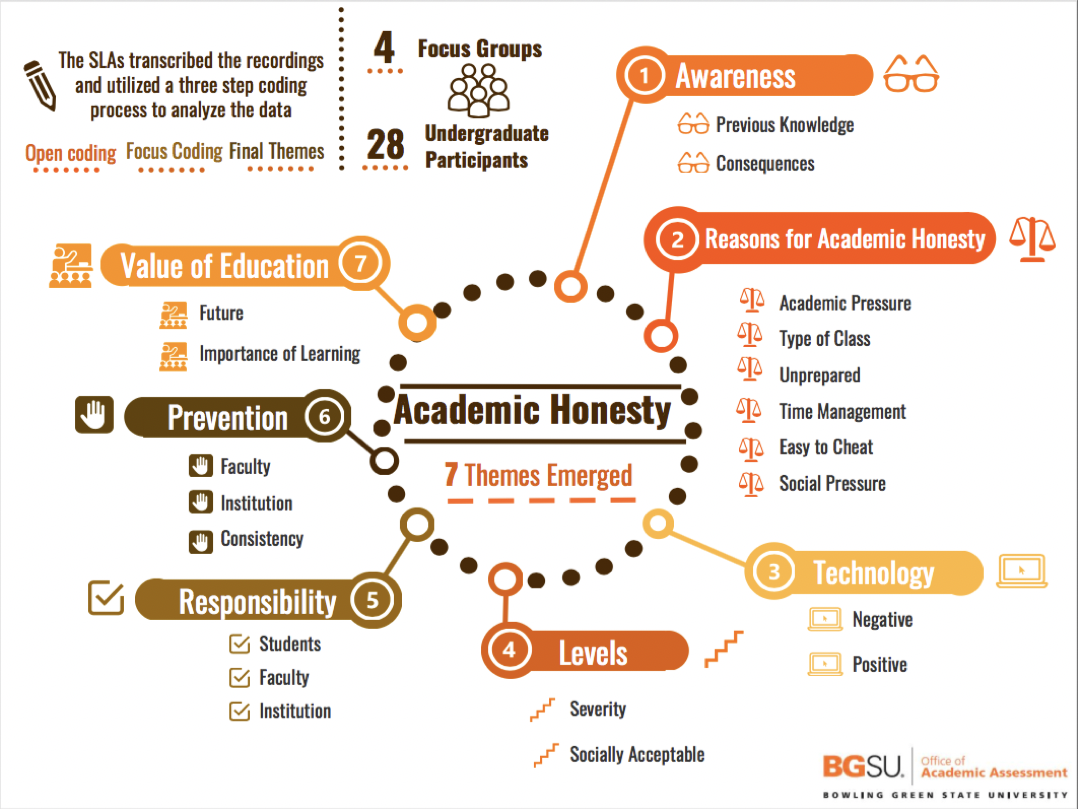 The SLAs transcribed the recordings
and utilized a three step coding
process to analyze the data
Open coding Focus Coding Final Themes
4 Focus Groups
28 Undergraduate
Participants
1 Awareness
Previous Knowledge
Consequences
2 Reasons for Academic Honesty
Academic Pressure
Type of Class
Unprepared
Time Management
Easy to Cheat
Social Pressure
Academic Honesty
7 Themes Emerged
3 Technology
Negative
Positive
4 Levels
Severity
Socially Acceptable
Responsibility 5
Students
Faculty
Institution
Prevention 6
Faculty
Institution
Consistency
Value of Education 7
Future
Importance of Learning
BGSU. Office of
Academic Assessment
BOWLING GREEN STATE UNIVERSITY